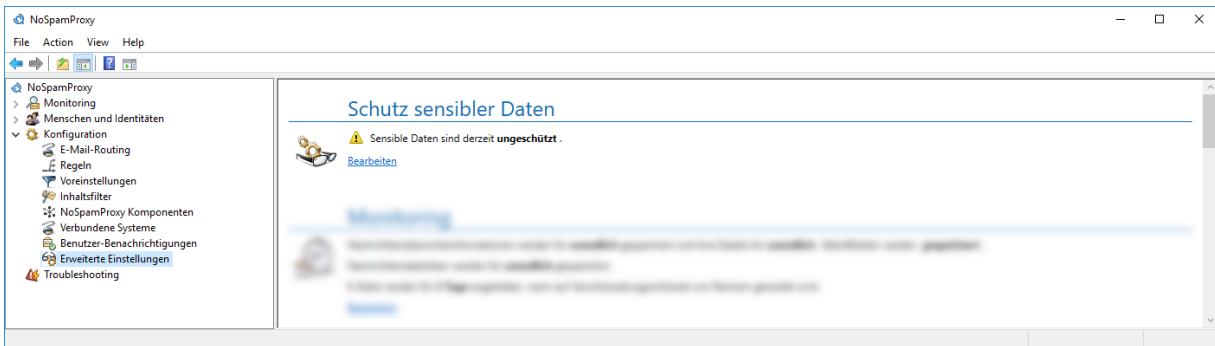 NoSpamProxy
File Action View Help
NoSpamProxy
Monitoring
Menschen und Identitäten
Konfiguration
E-Mail-Routing
Regeln
Voreinstellungen
Inhaltsfilter
NoSpamProxy Komponenten
Verbundene Systeme
Benutzer-Benachrichtigungen
Erweiterte Einstellungen
Troubleshooting
Schutz sensibler Daten
Sensible Daten sind derzeit ungeschützt .
Bearbeiten
Monitoring